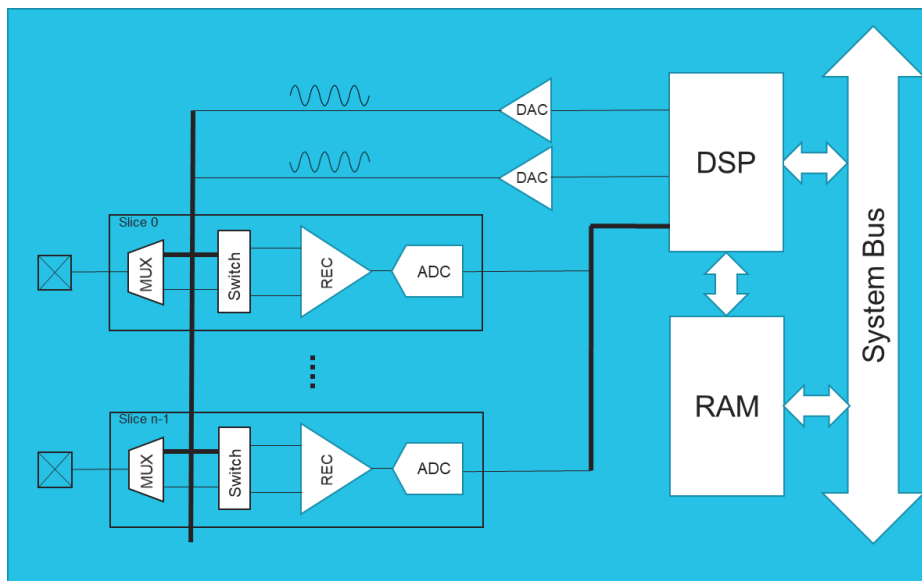 DAC
DSP
DAC
Slice 0
MUX
Switch
REC
ADC
System Bus
RAM
Slice n-1
MUX
Switch
REC
ADC